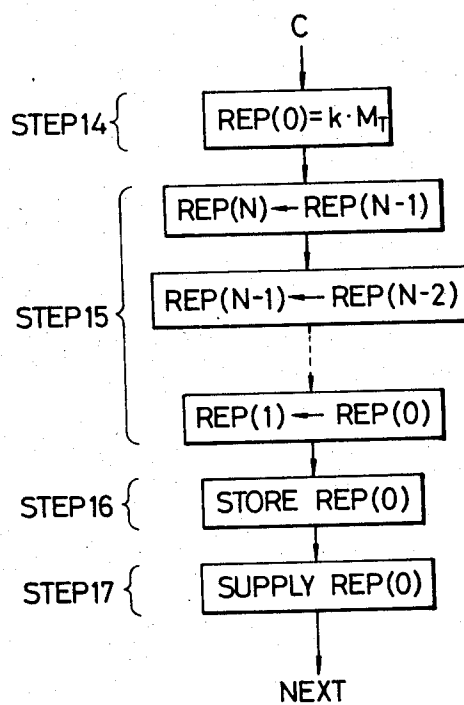 C
STEP14 REP(0)=k·M_T
REP(N)←REP(N-1)
REP(N-1)←REP(N-2)
STEP15
REP(1)←REP(0)
STEP16 STORE REP(0)
STEP17 SUPPLY REP(0)
NEXT